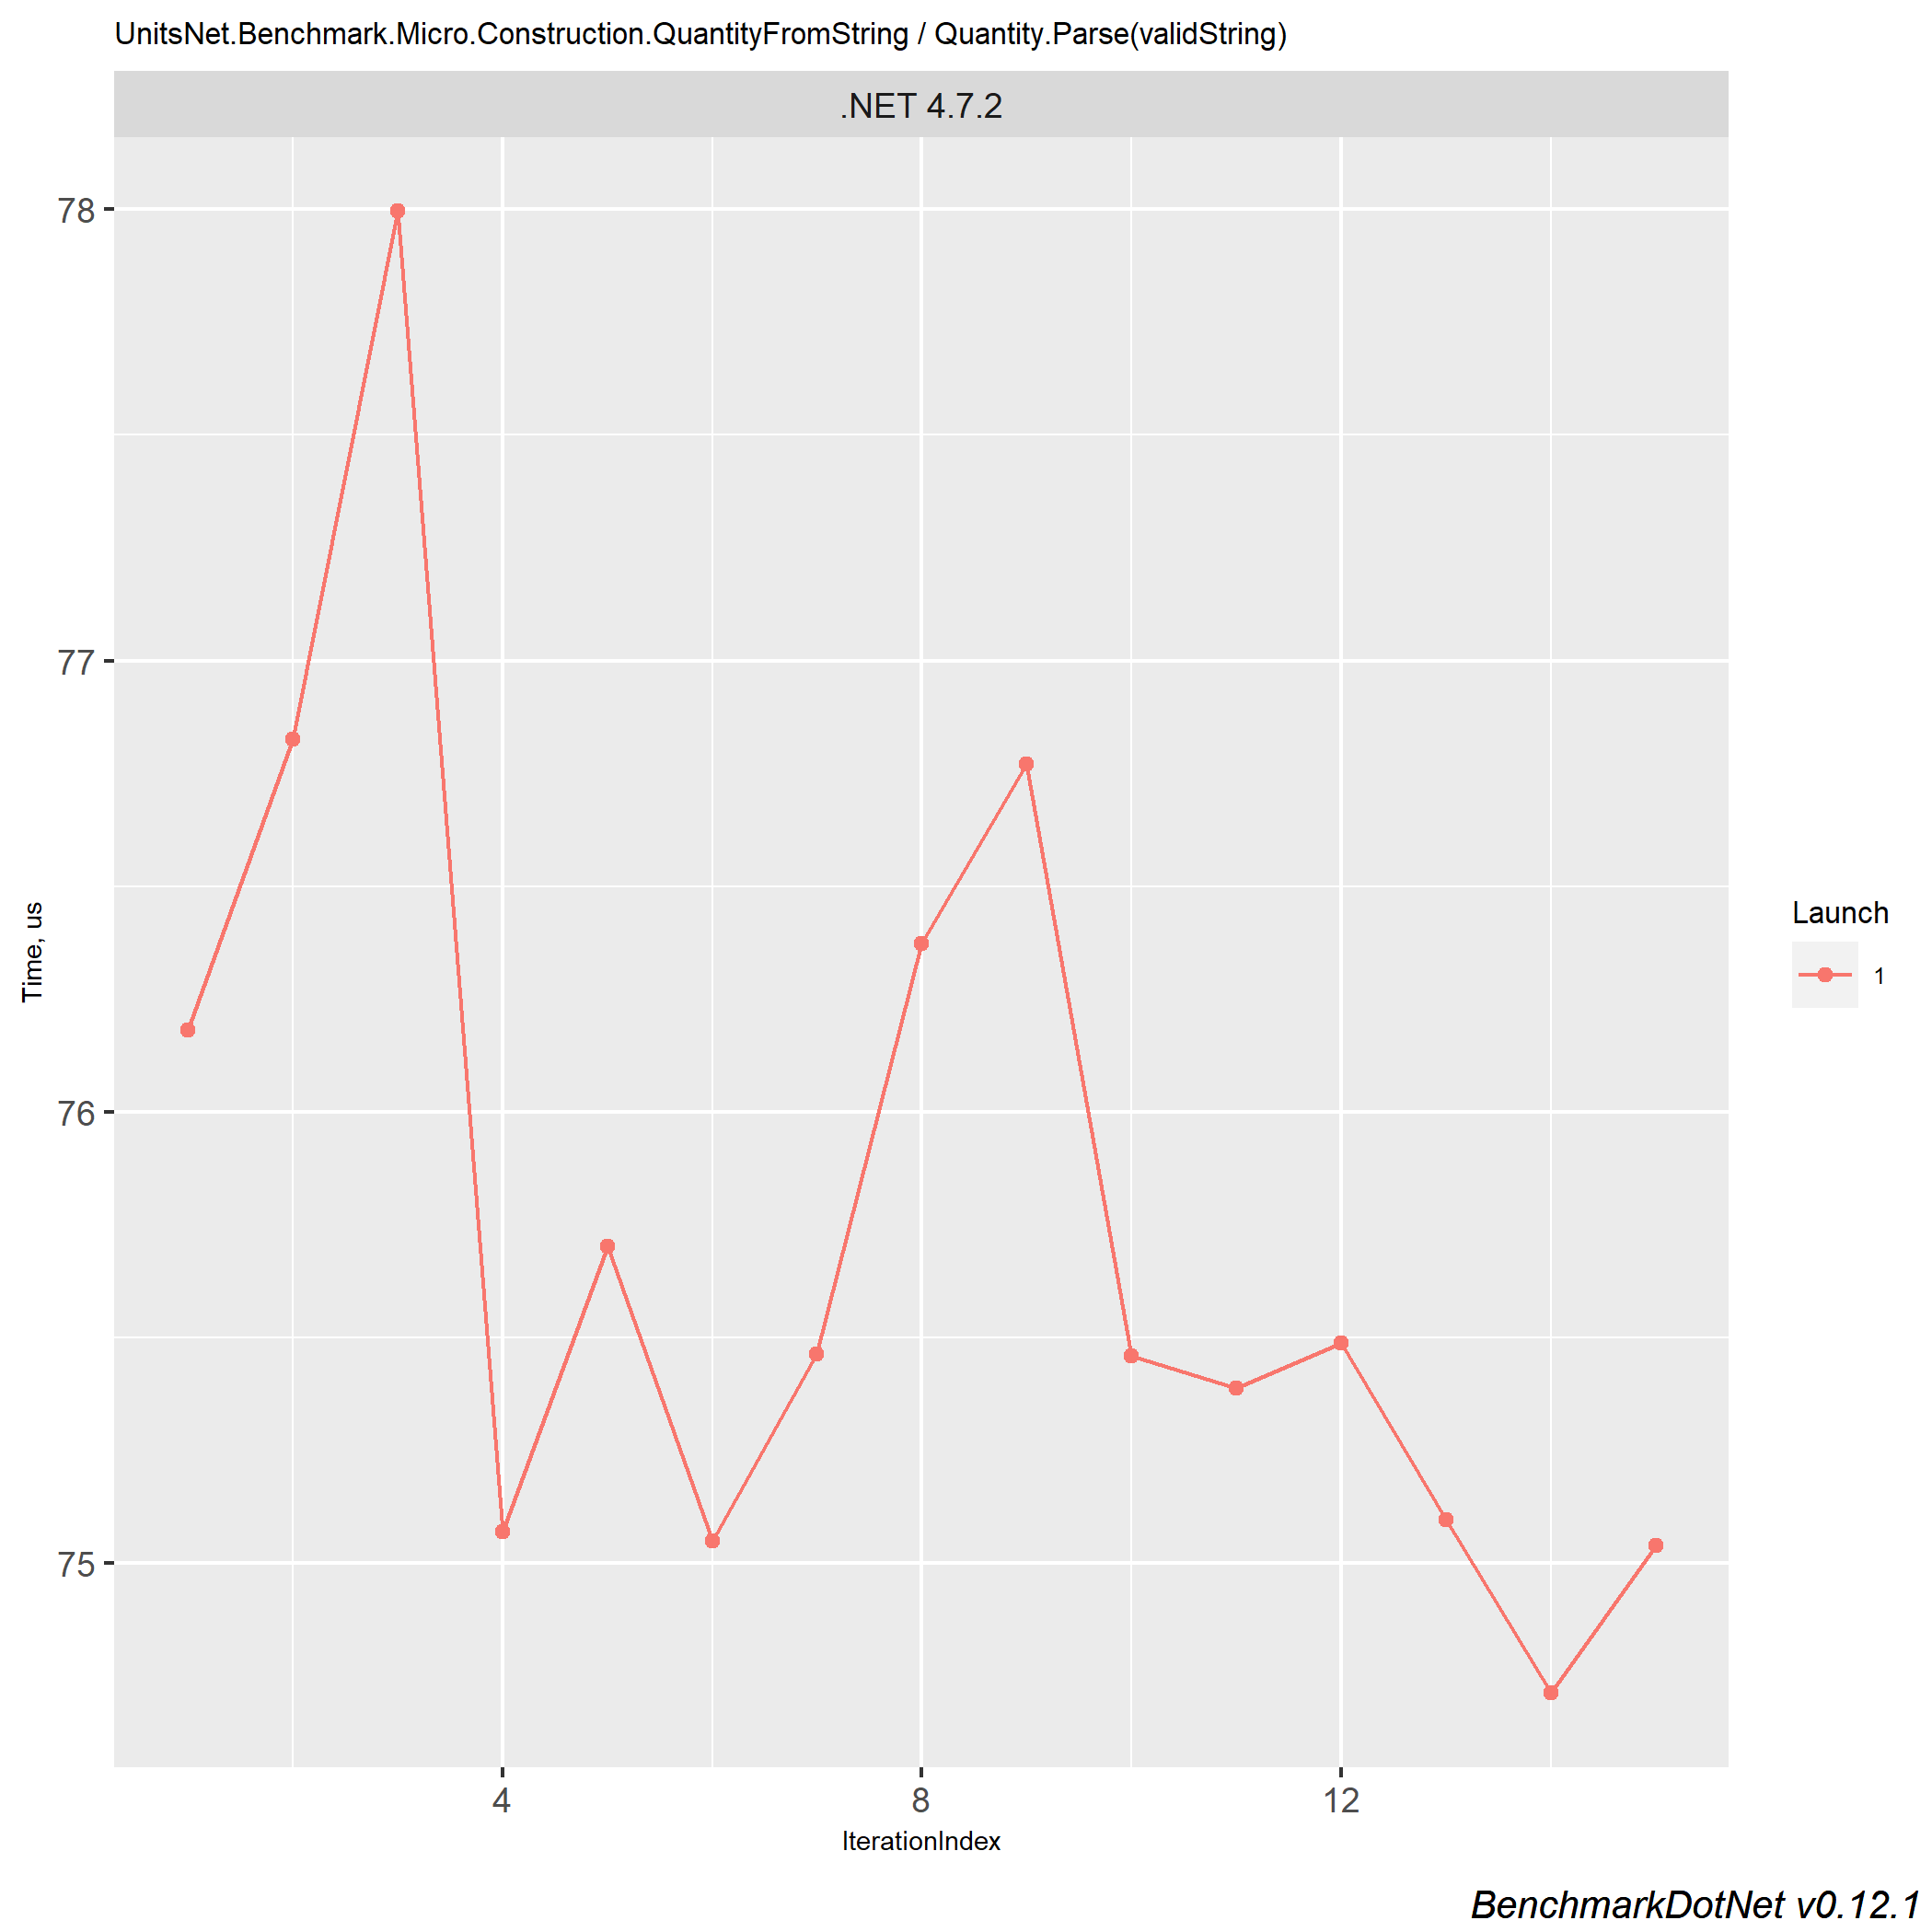 UnitsNet.Benchmark.Micro.Construction.QuantityFromString / Quantity.Parse(validString)
.NET 4.7.2
78
77
76
75
Time, us
4 8 12
IterationIndex
Launch
1
BenchmarkDotNet v0.12.1